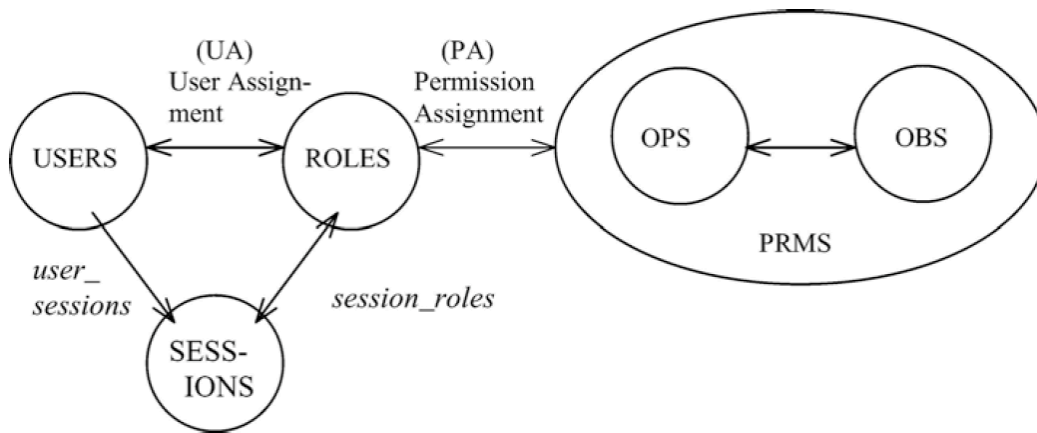 (UA)
User Assign-
ment
(PA)
Permission
Assignment
USERS
ROLES
OPS
OBS
PRMS
user_
sessions
session_roles
SESS-
IONS